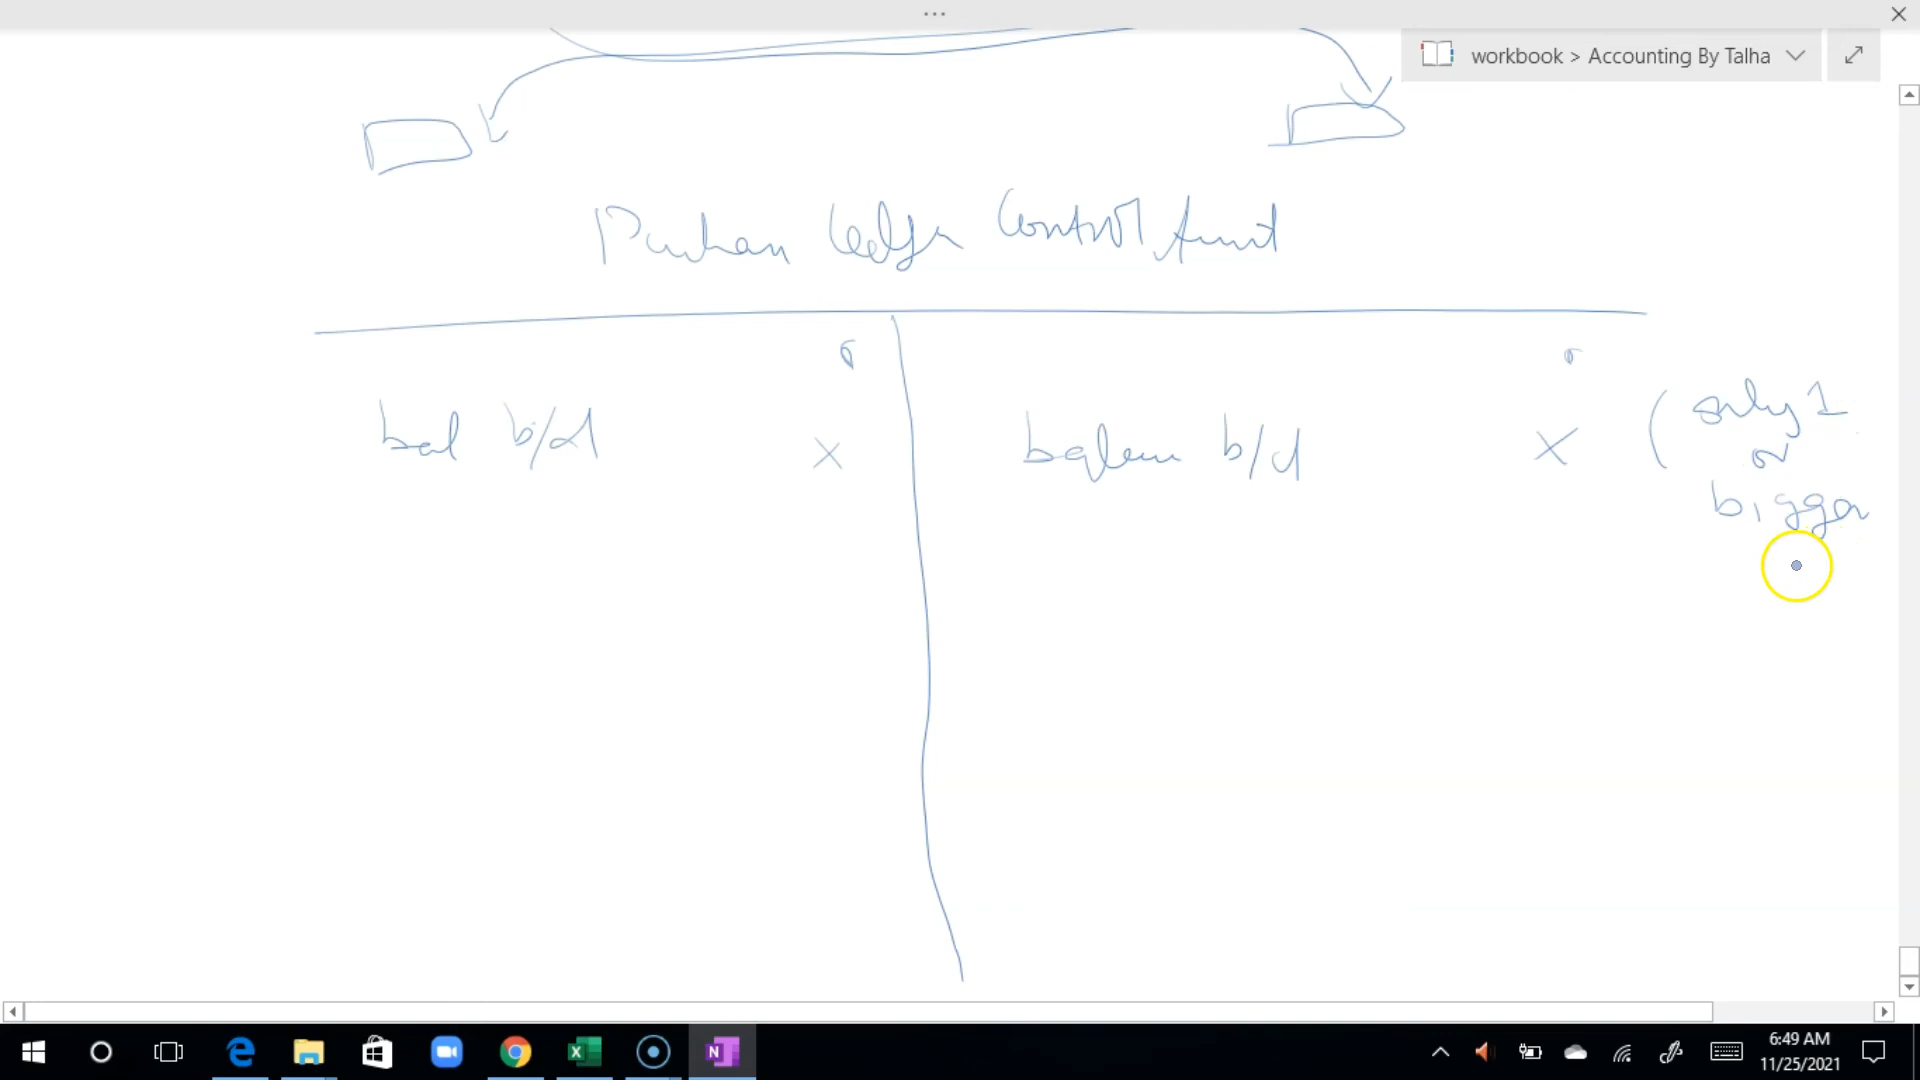 ...
workbook > Accounting By Talha
Purchase Ledger Control Account
bal b/d x balance b/d x (only 1
or
bigger
6:49 AM
11/25/2021